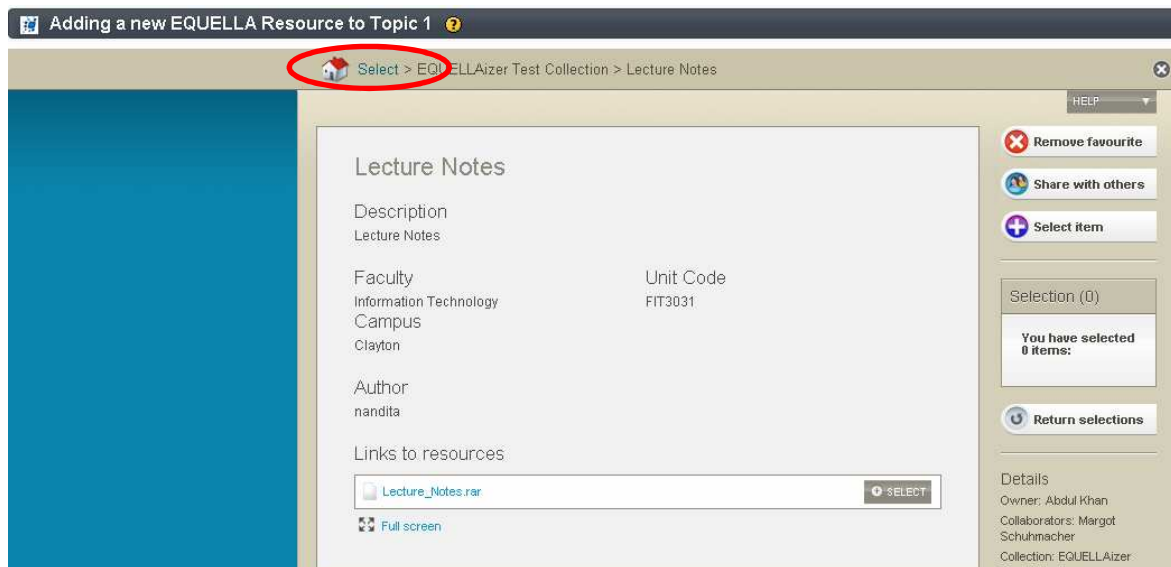 Adding a new EQUELLA Resource to Topic 1 ?
Select > EQUELLAizer Test Collection > Lecture Notes
HELP
Remove favourite
Share with others
Select item
Lecture Notes
Description
Lecture Notes
Faculty
Unit Code
Information Technology
FIT3031
Campus
Clayton
Author
nandita
Links to resources
Lecture_Notes.rar
SELECT
Full screen
Selection (0)
You have selected
0 items:
Return selections
Details
Owner: Abdul Khan
Collaborators: Margot
Schuhmacher
Collection: EQUELLAizer